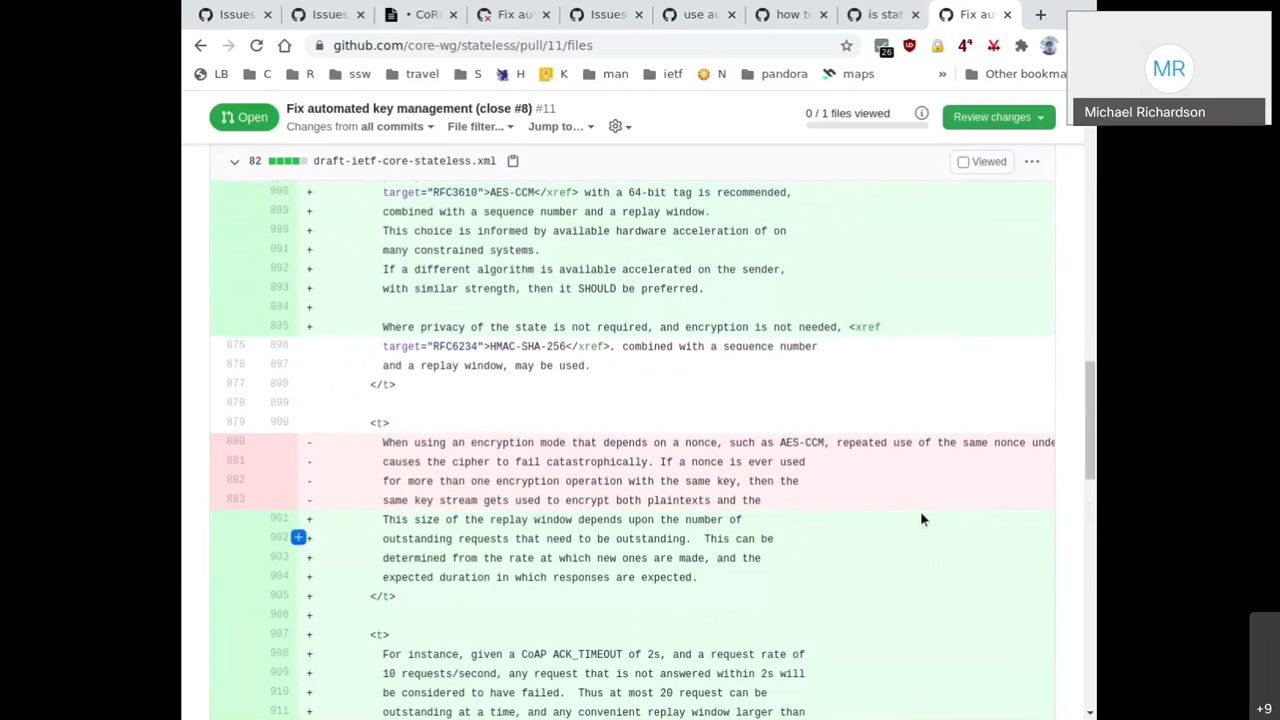 Issues
Issues
• CoRI
Fix aut
Issues
use au
how to
is stat
Fix au
github.com/core-wg/stateless/pull/11/files
26
4⁴
LB
C
R
ssw
travel
S
H
K
man
ietf
N
pandora
maps
»
Other bookma
MR
Michael Richardson
Open
Fix automated key management (close #8) #11
Changes from all commits
File filter...
Jump to...
0 / 1 files viewed
Review changes
82
draft-ietf-core-stateless.xml
Viewed
888 + target="RFC3610">AES-CCM</xref> with a 64-bit tag is recommended,
889 + combined with a sequence number and a replay window.
890 + This choice is informed by available hardware acceleration of on
891 + many constrained systems.
892 + If a different algorithm is available accelerated on the sender,
893 + with similar strength, then it SHOULD be preferred.
894 +
895 + Where privacy of the state is not required, and encryption is not needed, <xref
875 896 target="RFC6234">HMAC-SHA-256</xref>, combined with a sequence number
876 897 and a replay window, may be used.
877 898 </t>
878 899
879 900 <t>
880 - When using an encryption mode that depends on a nonce, such as AES-CCM, repeated use of the same nonce unde
881 - causes the cipher to fail catastrophically. If a nonce is ever used
882 - for more than one encryption operation with the same key, then the
883 - same key stream gets used to encrypt both plaintexts and the
901 + This size of the replay window depends upon the number of
902 + outstanding requests that need to be outstanding. This can be
903 + determined from the rate at which new ones are made, and the
904 + expected duration in which responses are expected.
905 + </t>
906 +
907 + <t>
908 + For instance, given a CoAP ACK_TIMEOUT of 2s, and a request rate of
909 + 10 requests/second, any request that is not answered within 2s will
910 + be considered to have failed. Thus at most 20 request can be
911 + outstanding at a time, and any convenient replay window larger than
+9